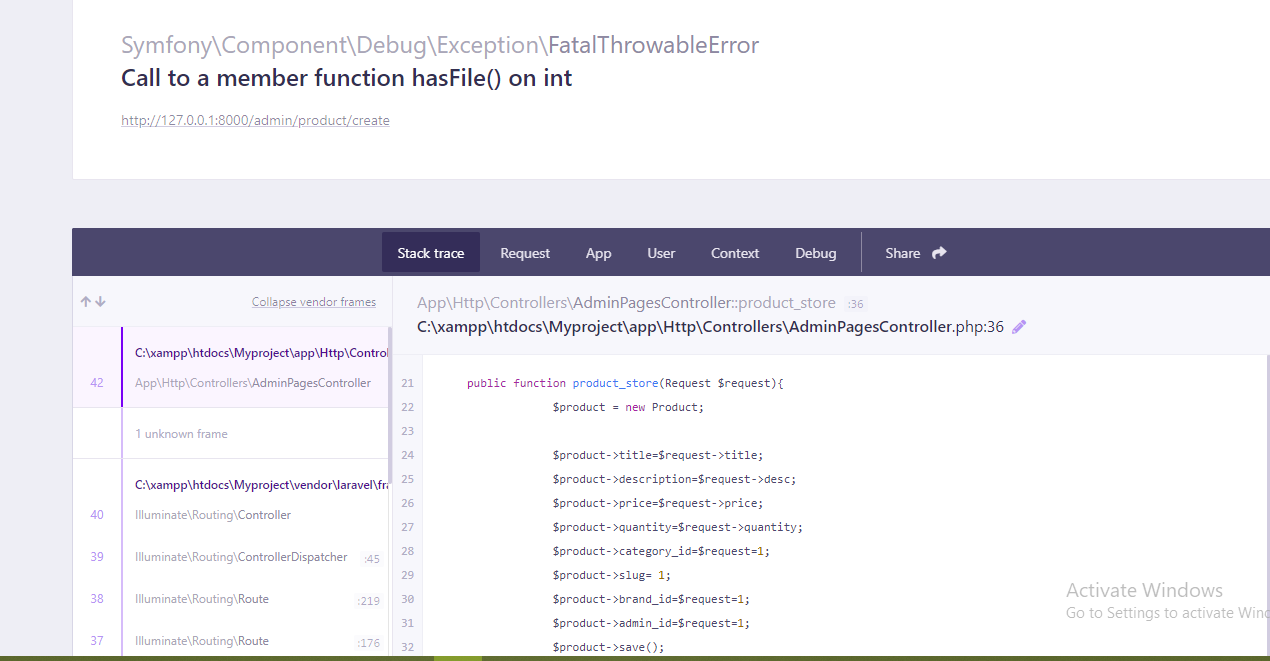 Symfony\Component\Debug\Exception\FatalThrowableError
Call to a member function hasFile() on int
http://127.0.0.1:8000/admin/product/create
Stack trace Request App User Context Debug Share
Collapse vendor frames
C:\xampp\htdocs\Myproject\app\Http\Control
42 App\Http\Controllers\AdminPagesController
1 unknown frame
C:\xampp\htdocs\Myproject\vendor\laravel\fra
40 Illuminate\Routing\Controller
39 Illuminate\Routing\ControllerDispatcher :45
38 Illuminate\Routing\Route :219
37 Illuminate\Routing\Route :176
App\Http\Controllers\AdminPagesController::product_store :36
C:\xampp\htdocs\Myproject\app\Http\Controllers\AdminPagesController.php:36
21 public function product_store(Request $request){
22 $product = new Product;
23
24 $product->title=$request->title;
25 $product->description=$request->desc;
26 $product->price=$request->price;
27 $product->quantity=$request->quantity;
28 $product->category_id=$request=1;
29 $product->slug= 1;
30 $product->brand_id=$request=1;
31 $product->admin_id=$request=1;
32 $product->save();
Activate Windows
Go to Settings to activate Wind